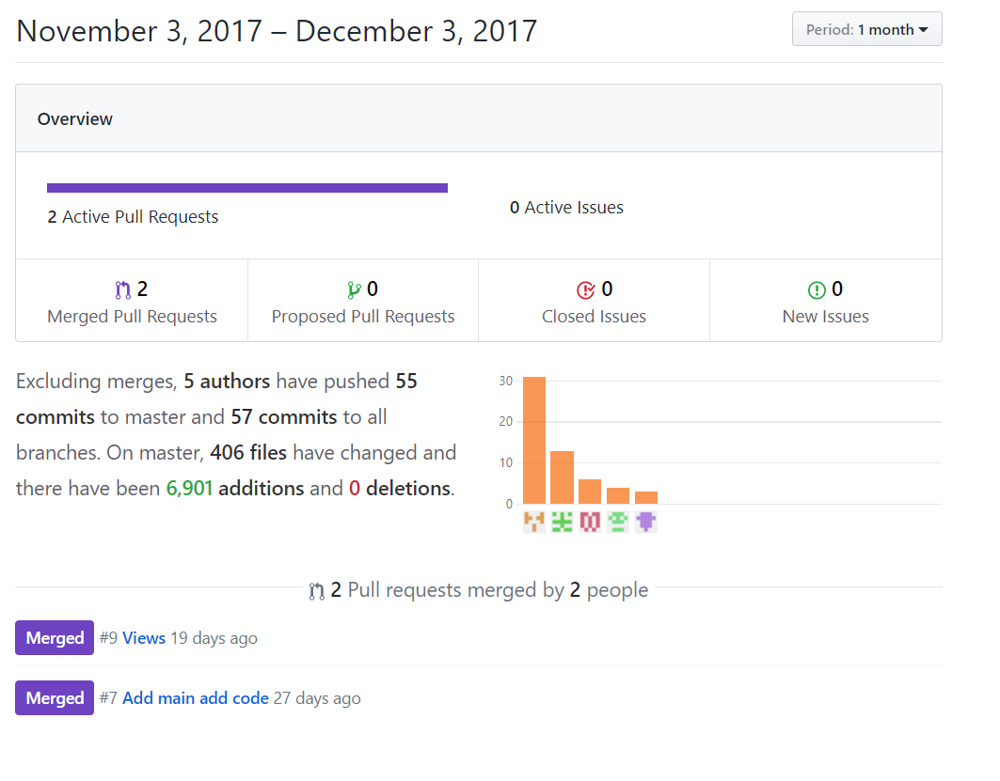 November 3, 2017 – December 3, 2017
Period: 1 month
Overview
2 Active Pull Requests
0 Active Issues
2
Merged Pull Requests
0
Proposed Pull Requests
0
Closed Issues
0
New Issues
Excluding merges, 5 authors have pushed 55
commits to master and 57 commits to all
branches. On master, 406 files have changed and
there have been 6,901 additions and 0 deletions.
30
20
10
0
2 Pull requests merged by 2 people
Merged #9 Views 19 days ago
Merged #7 Add main add code 27 days ago